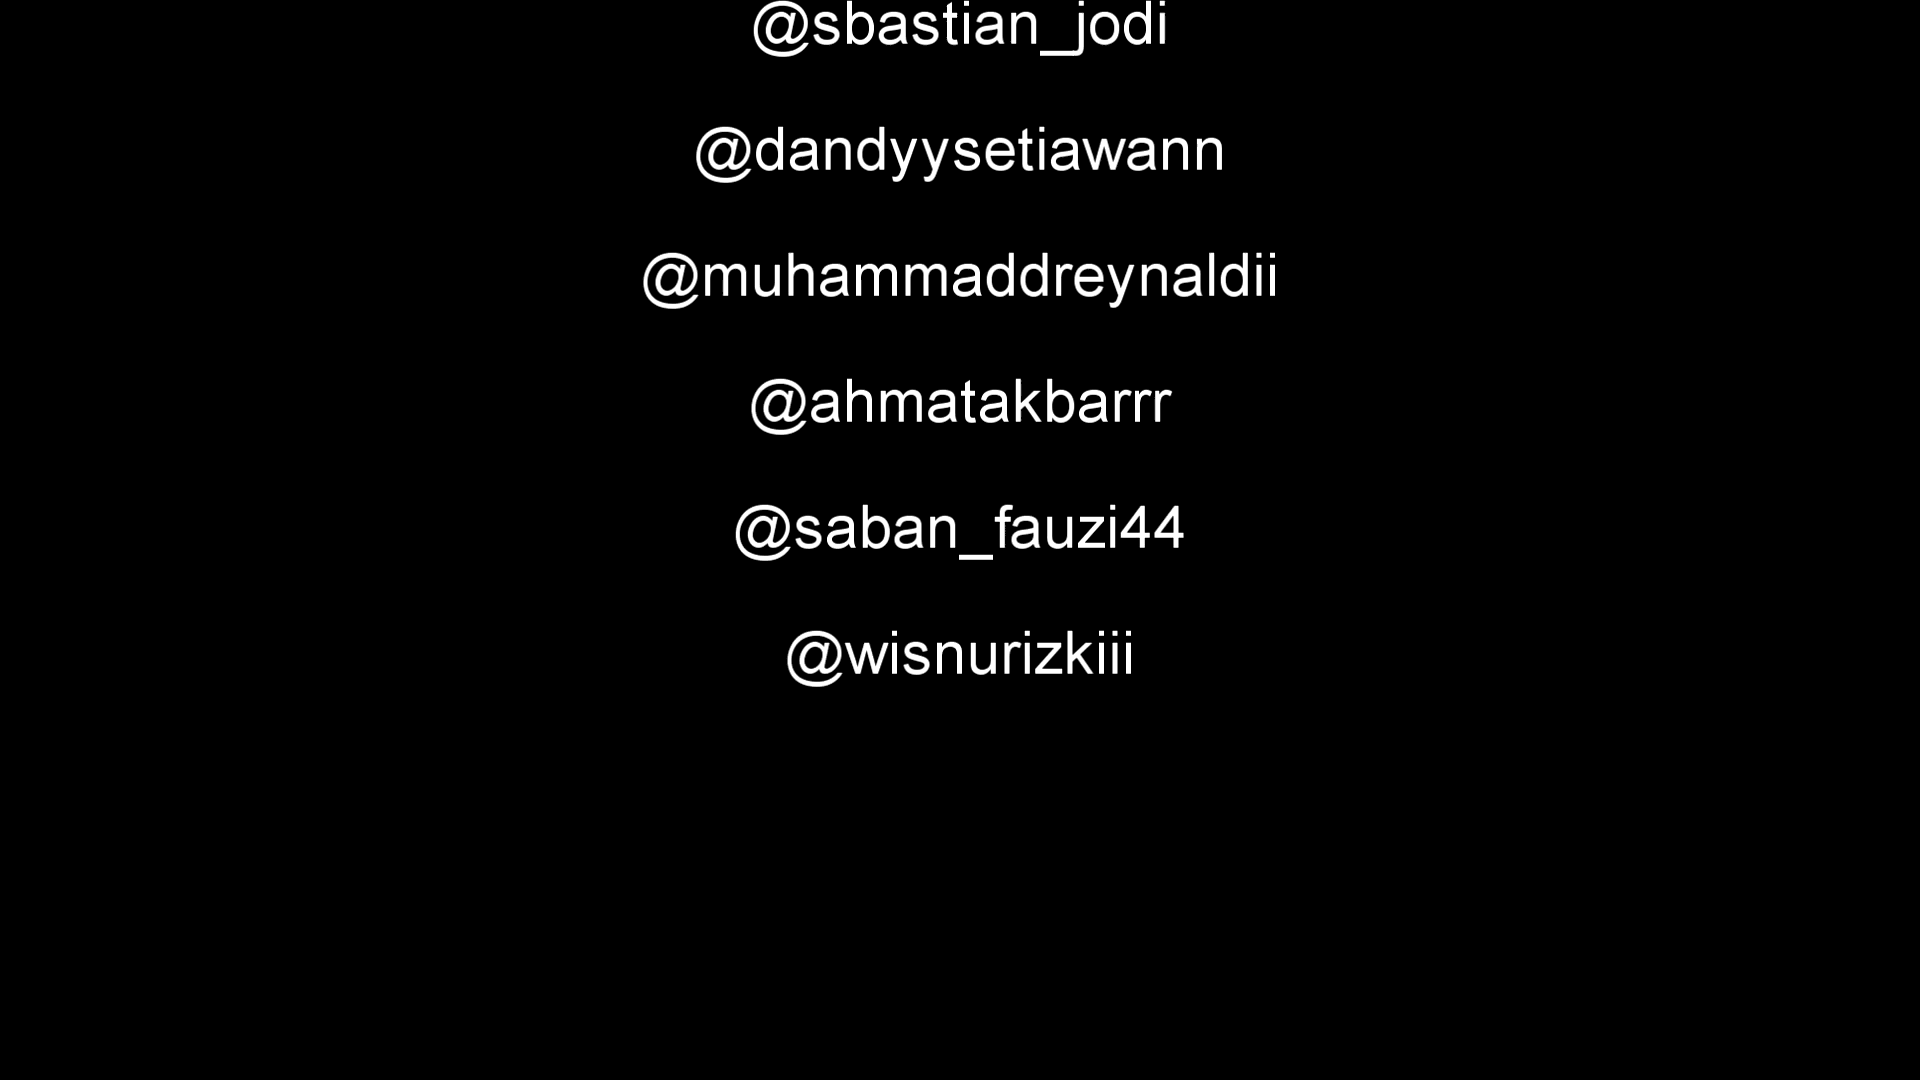 @sbastian_jodi
@dandyysetiawann
@muhammaddreynaldii
@ahmatakbarrr
@saban_fauzi44
@wisnurizkiii